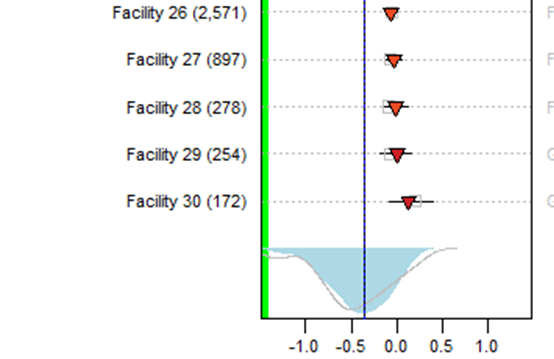 Facility 26 (2,571)
Facility 27 (897)
Facility 28 (278)
Facility 29 (254)
G
Facility 30 (172)
G
-1.0 -0.5 0.0 0.5 1.0